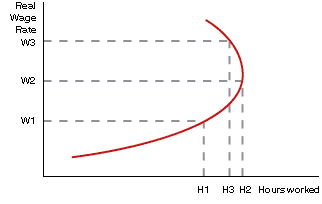 Real
Wage
Rate
W3
W2
W1
H1 H3 H2 Hours worked